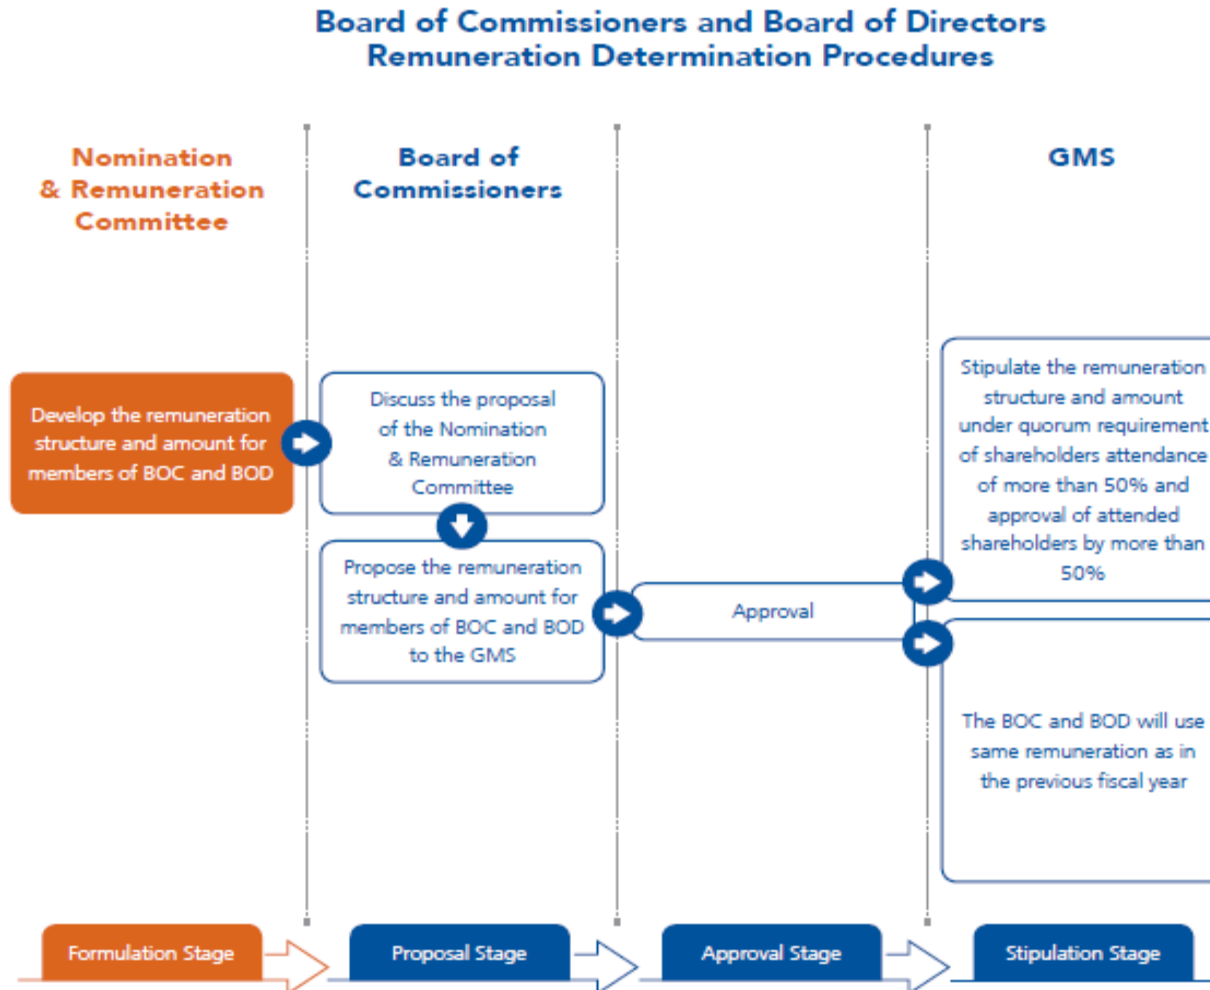 Board of Commissioners and Board of Directors
Remuneration Determination Procedures
Nomination
& Remuneration
Committee
Board of
Commissioners
GMS
Develop the remuneration
structure and amount for
members of BOC and BOD
Discuss the proposal
of the Nomination
& Remuneration
Committee
Propose the remuneration
structure and amount for
members of BOC and BOD
to the GMS
Approval
Stipulate the remuneration
structure and amount
under quorum requirement
of shareholders attendance
of more than 50% and
approval of attended
shareholders by more than
50%
The BOC and BOD will use
same remuneration as in
the previous fiscal year
Formulation Stage
Proposal Stage
Approval Stage
Stipulation Stage